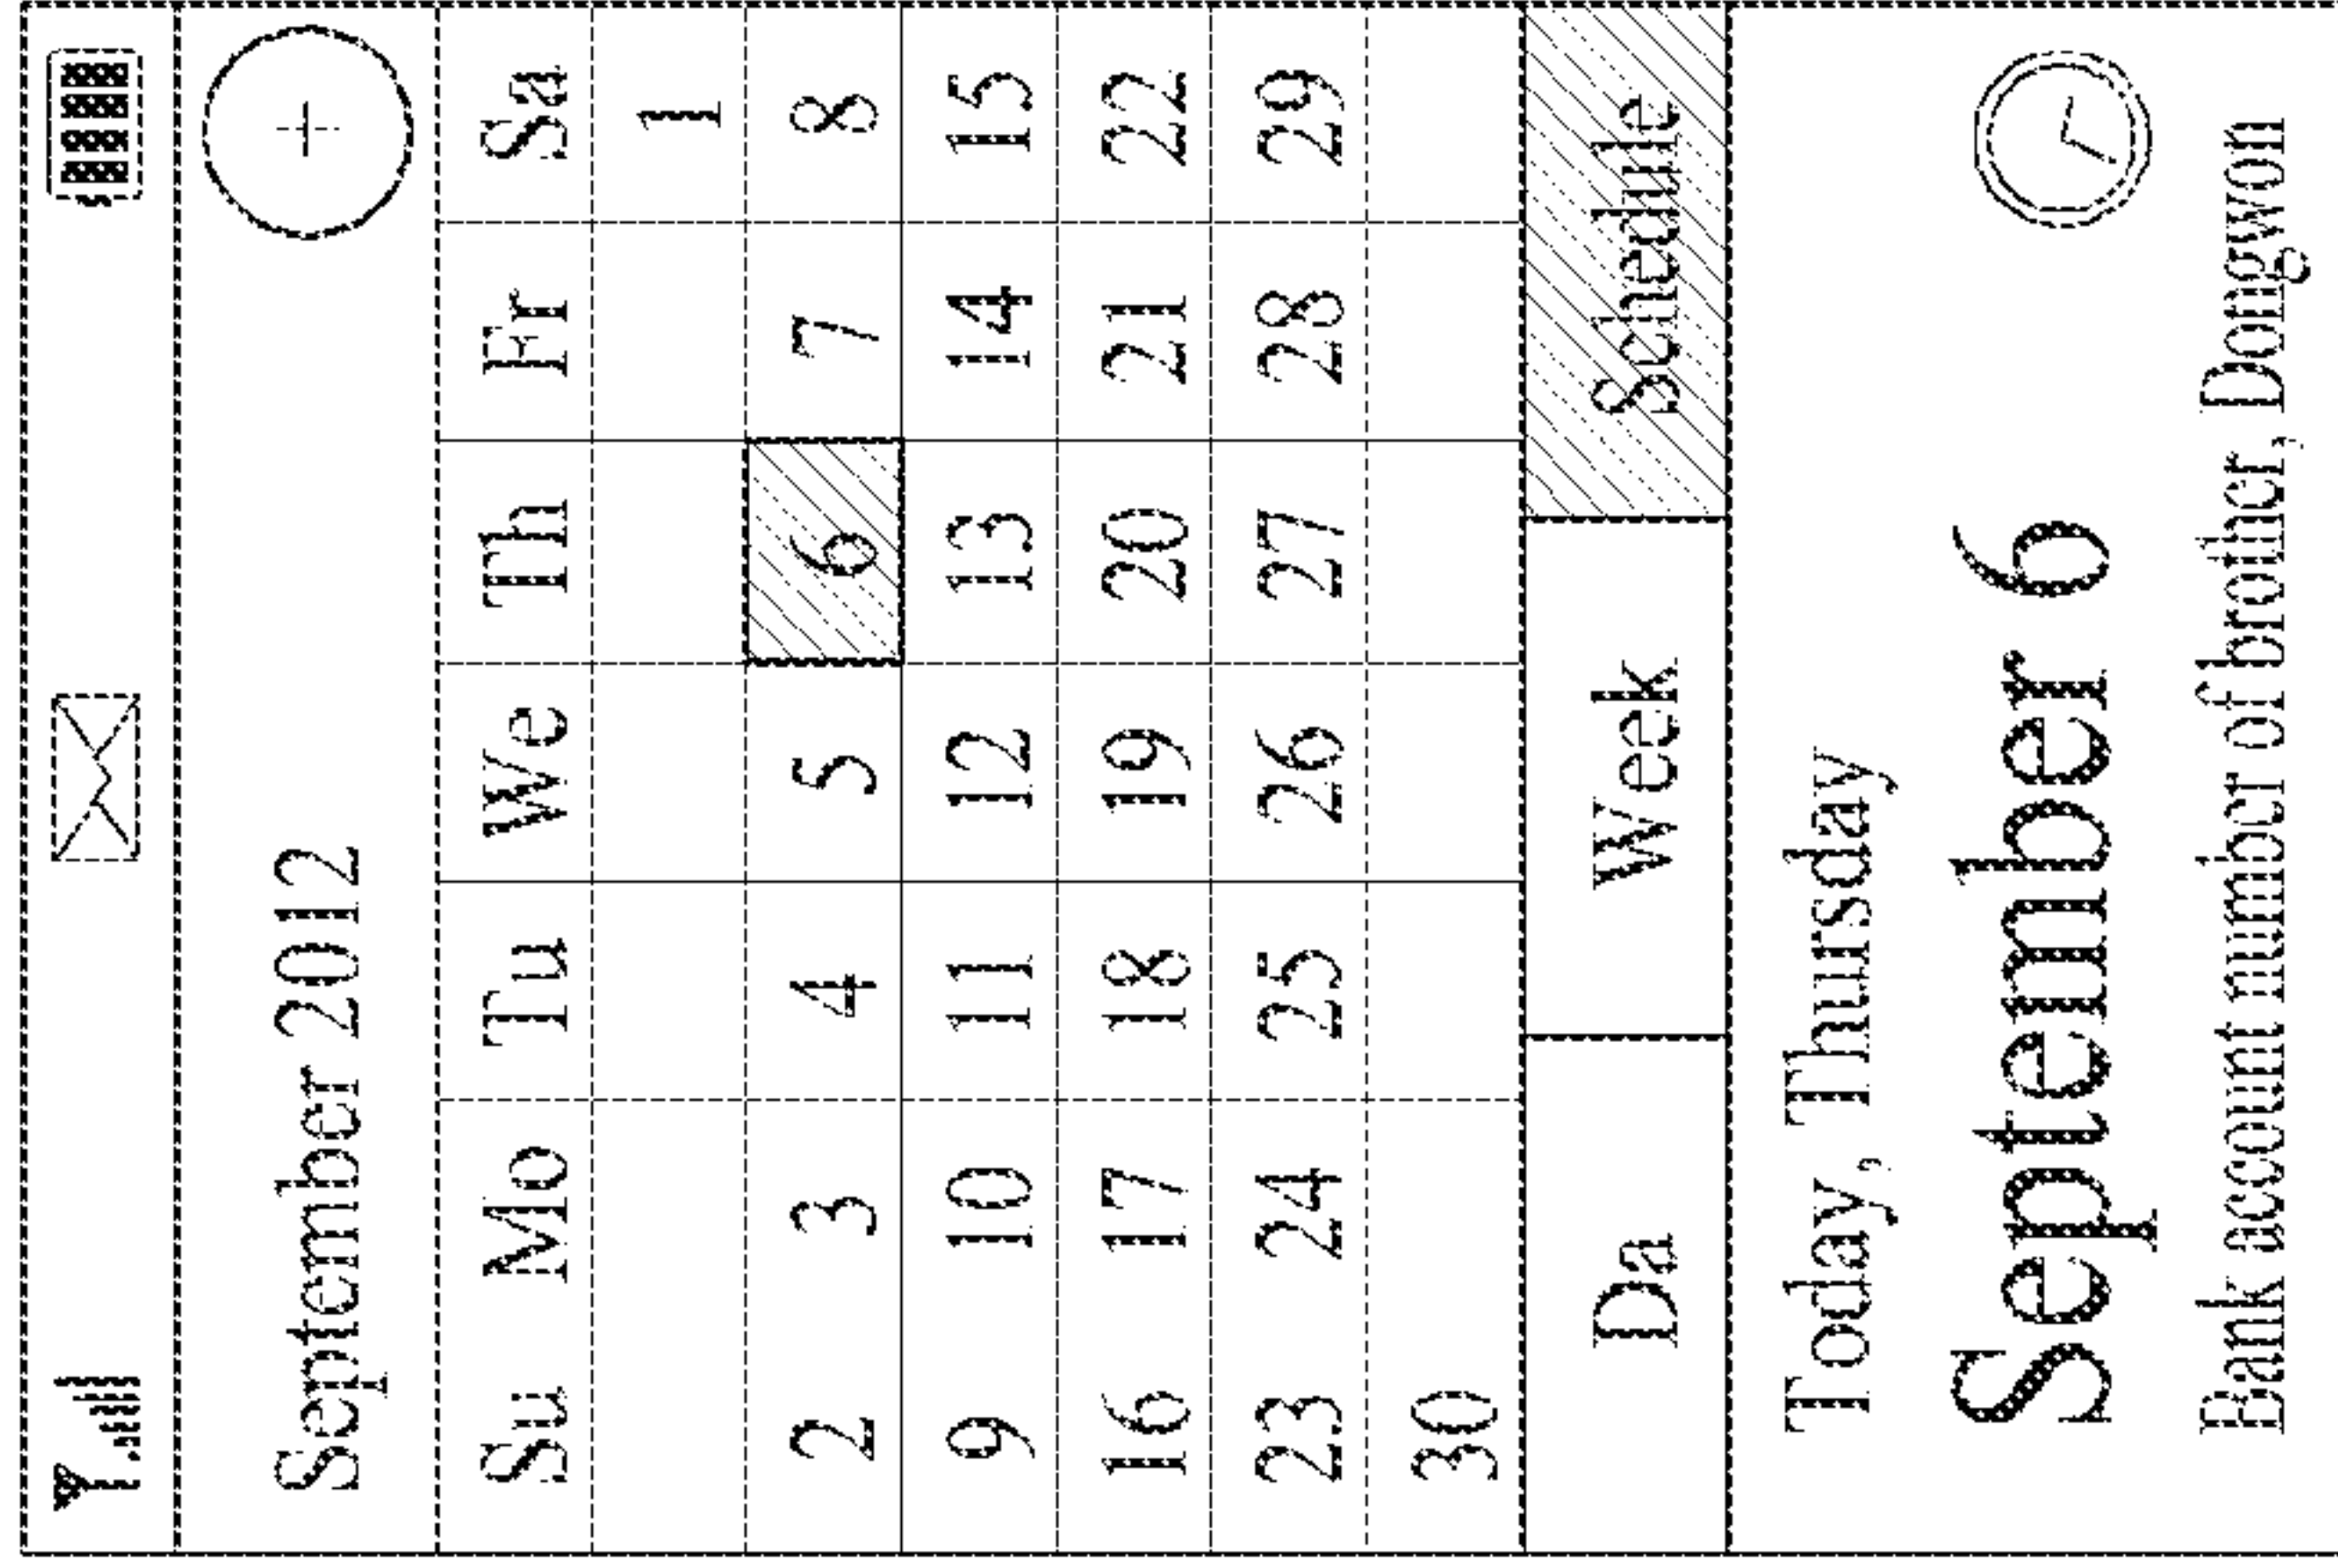 September 2012
Su Mo Tu We Th Fr Sa
1
2 3 4 5 6 7 8
9 10 11 12 13 14 15
16 17 18 19 20 21 22
23 24 25 26 27 28 29
30
Da Week Schedule
Today, Thursday
September 6
Bank account number of brother, Dongwon